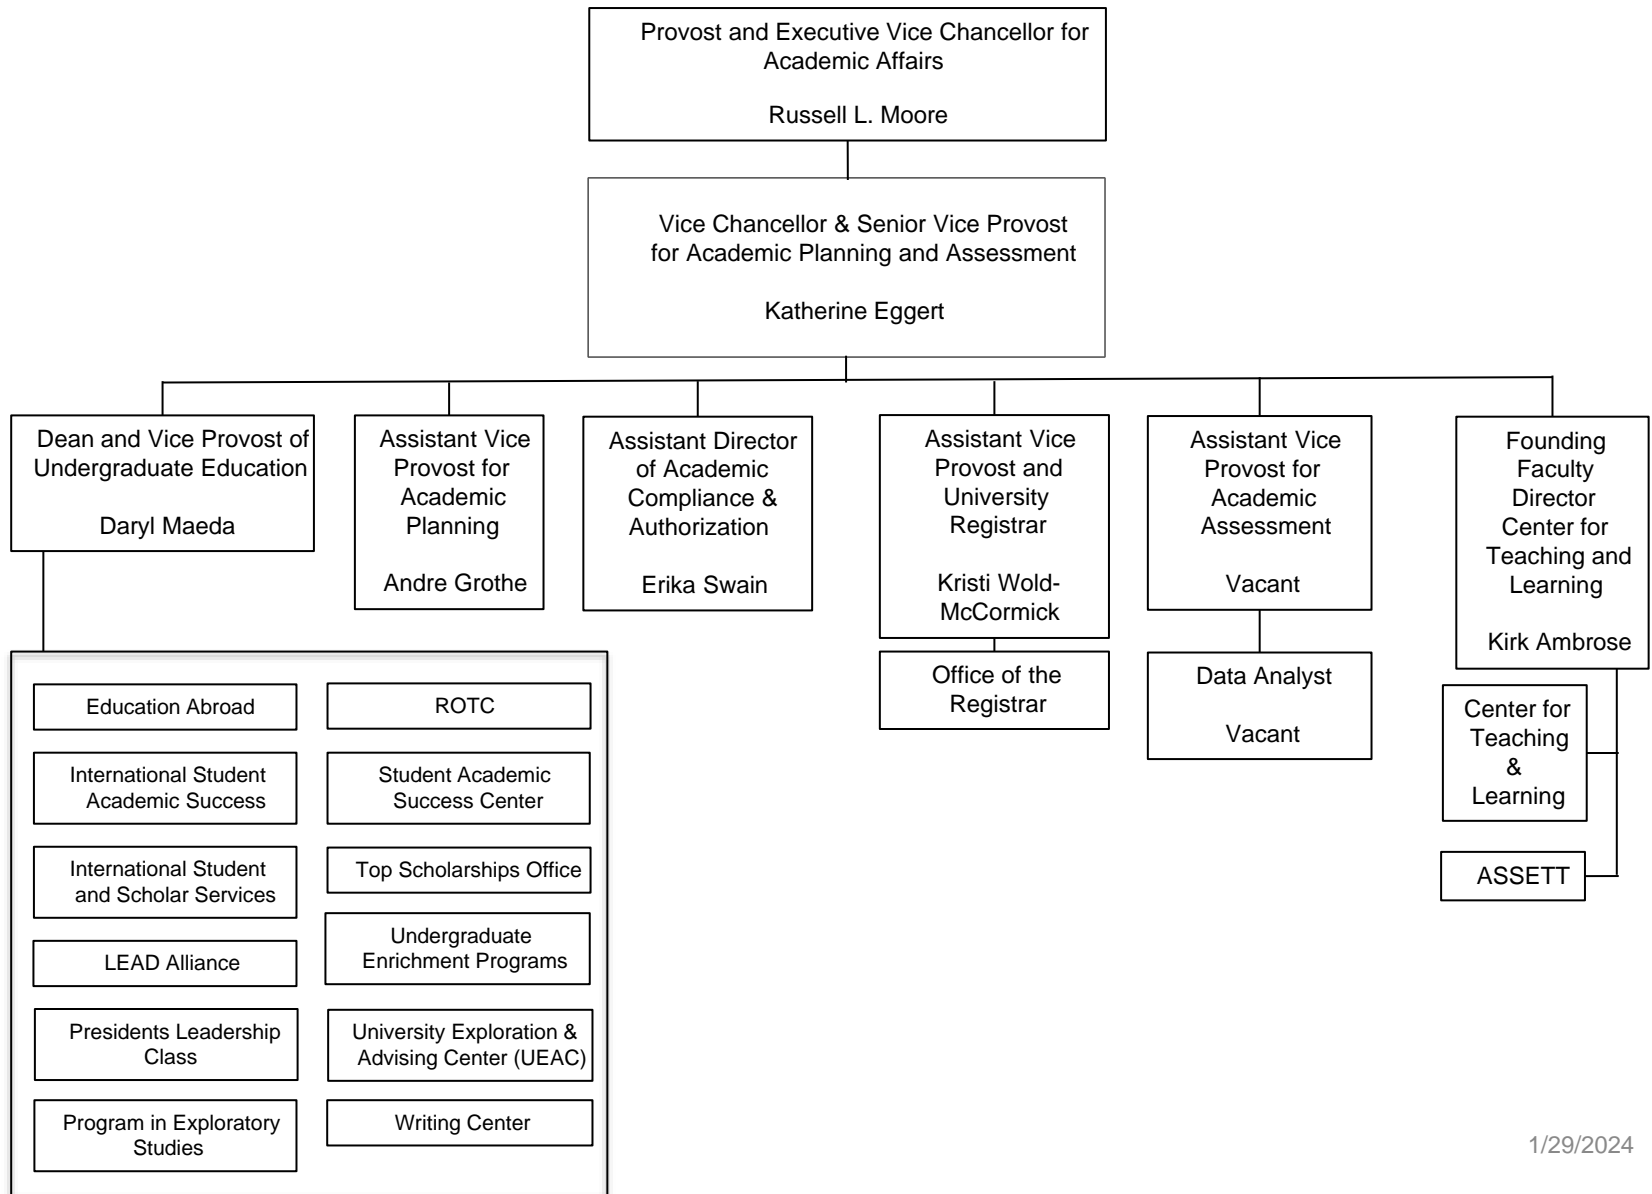 Provost and Executive Vice Chancellor for
Academic Affairs
Russell L. Moore
Vice Chancellor & Senior Vice Provost
for Academic Planning and Assessment
Katherine Eggert
Dean and Vice Provost of
Undergraduate Education
Daryl Maeda
Assistant Vice
Provost for
Academic
Planning
Andre Grothe
Assistant Director
of Academic
Compliance &
Authorization
Erika Swain
Assistant Vice
Provost and
University
Registrar
Kristi Wold-
McCormick
Assistant Vice
Provost for
Academic
Assessment
Vacant
Founding
Faculty
Director
Center for
Teaching and
Learning
Kirk Ambrose
Office of the
Registrar
Data Analyst
Vacant
Center for
Teaching
&
Learning
ASSETT
Education Abroad
International Student
Academic Success
International Student
and Scholar Services
LEAD Alliance
Presidents Leadership
Class
Program in Exploratory
Studies
ROTC
Student Academic
Success Center
Top Scholarships Office
Undergraduate
Enrichment Programs
University Exploration &
Advising Center (UEAC)
Writing Center
1/29/2024